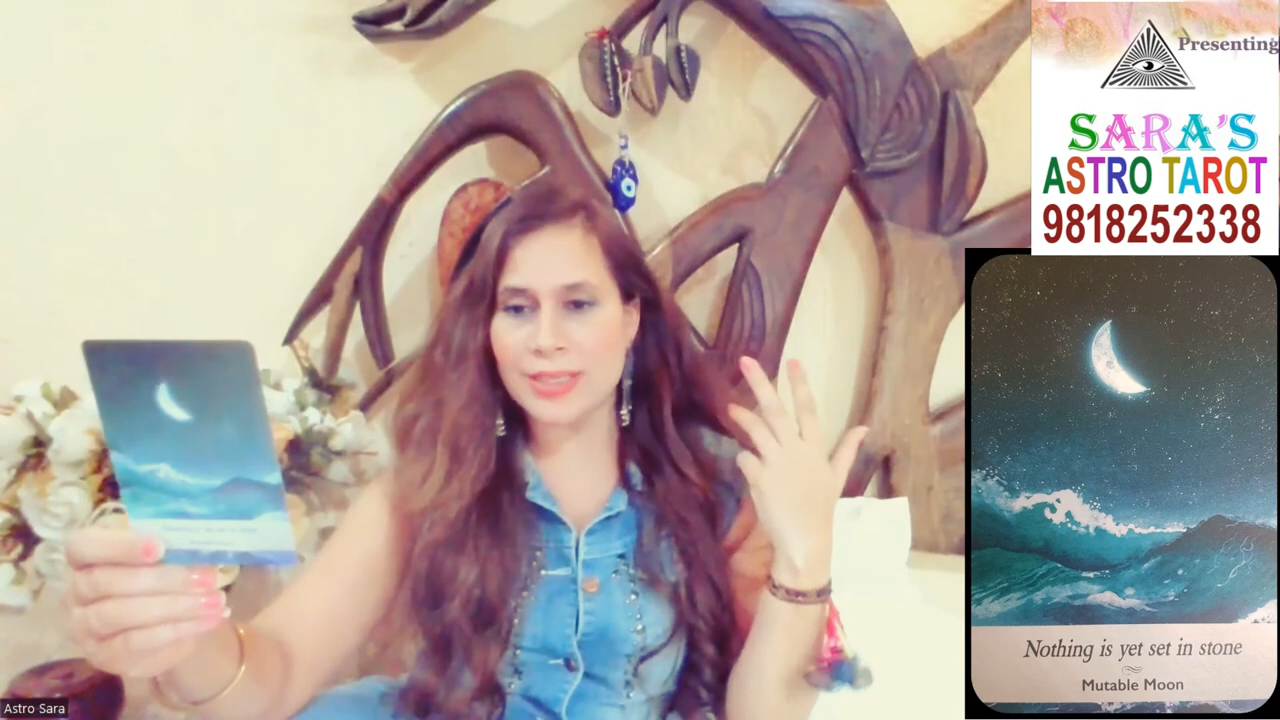 Presenting
SARA'S
ASTRO TAROT
9818252338
Nothing is yet set in stone
Mutable Moon
Astro Sara